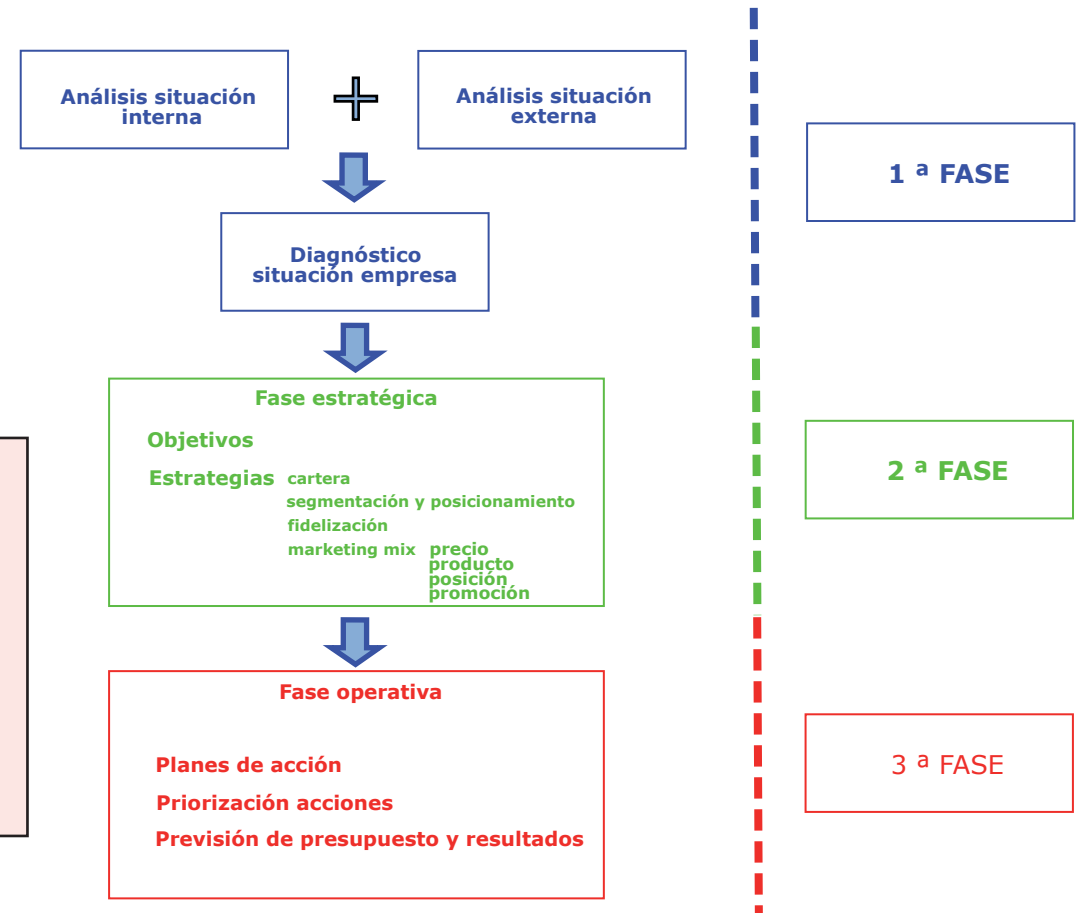 Análisis situación
interna
Análisis situación
externa
1 ª FASE
Diagnóstico
situación empresa
Fase estratégica
Objetivos
Estrategias cartera
segmentación y posicionamiento
fidelización
marketing mix precio
producto
posición
promoción
2 ª FASE
Fase operativa
Planes de acción
Priorización acciones
Previsión de presupuesto y resultados
3 ª FASE